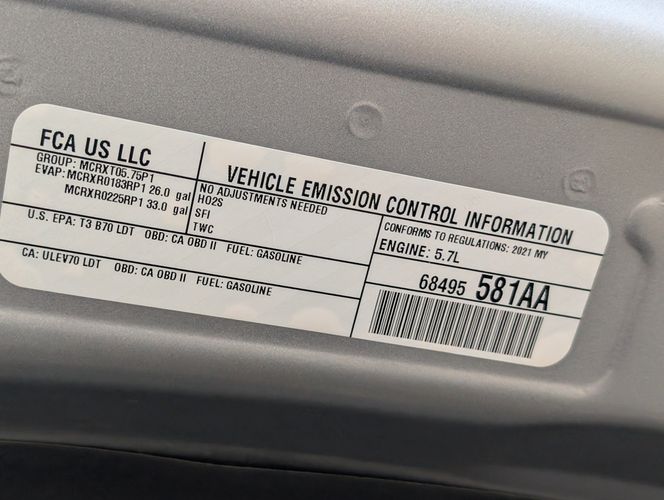 FCA US LLC
GROUP: MCRXT05.75P1
EVAP: MCRXR0183RP1 26.0 gal
MCRXR0225RP1 33.0 gal
VEHICLE EMISSION CONTROL INFORMATION
NO ADJUSTMENTS NEEDED
HO2S
SFI
TWC
CONFORMS TO REGULATIONS: 2021 MY
ENGINE: 5.7L
U.S. EPA: T3 B70 LDT OBD: CA OBD II FUEL: GASOLINE
CA: ULEV70 LDT OBD: CA OBD II FUEL: GASOLINE
68495 581AA